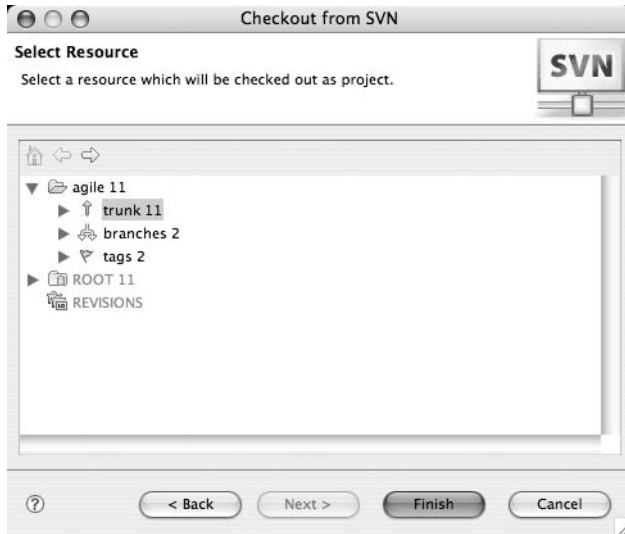 Checkout from SVN
Select Resource
Select a resource which will be checked out as project.
SVN
agile 11
trunk 11
branches 2
tags 2
ROOT 11
REVISIONS
?
< Back
Next >
Finish
Cancel